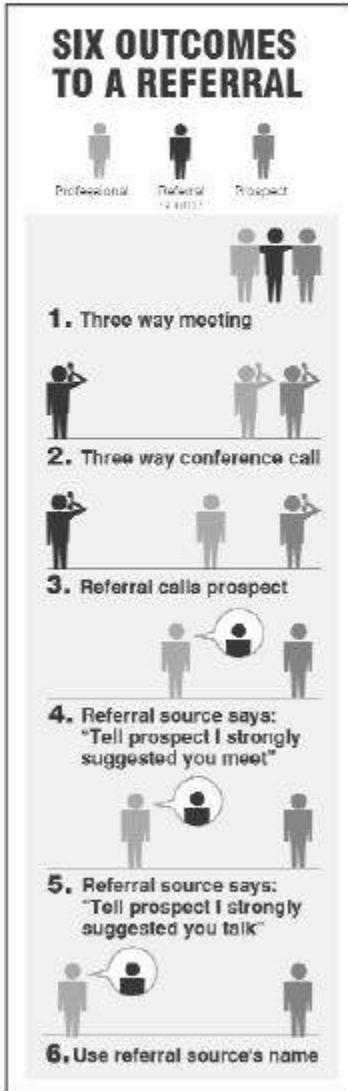 SIX OUTCOMES
TO A REFERRAL
Professional
Referral
Prospect
1. Three way meeting
2. Three way conference call
3. Referral calls prospect
4. Referral source says:
"Tell prospect I strongly
suggested you meet"
5. Referral source says:
"Tell prospect I strongly
suggested you talk"
6. Use referral source's name